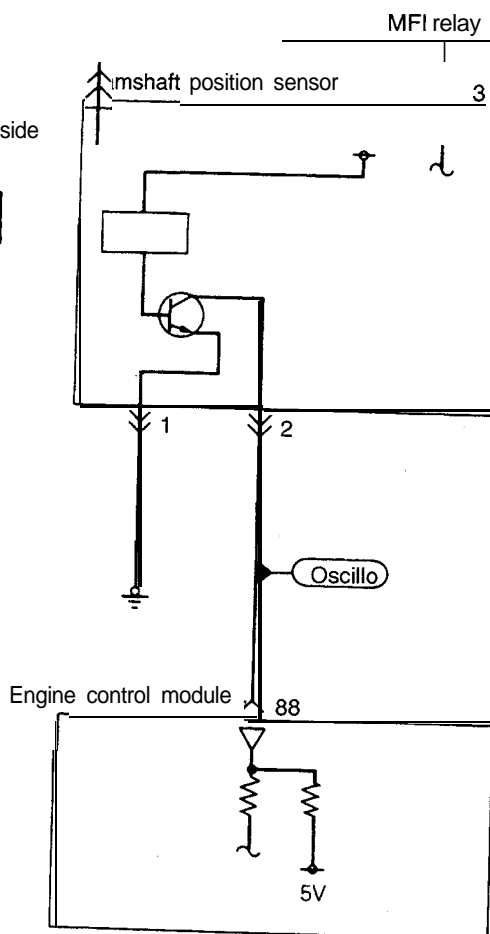 MFI relay
mshaft position sensor
3
side
1
2
Oscillo
Engine control module
88
5V